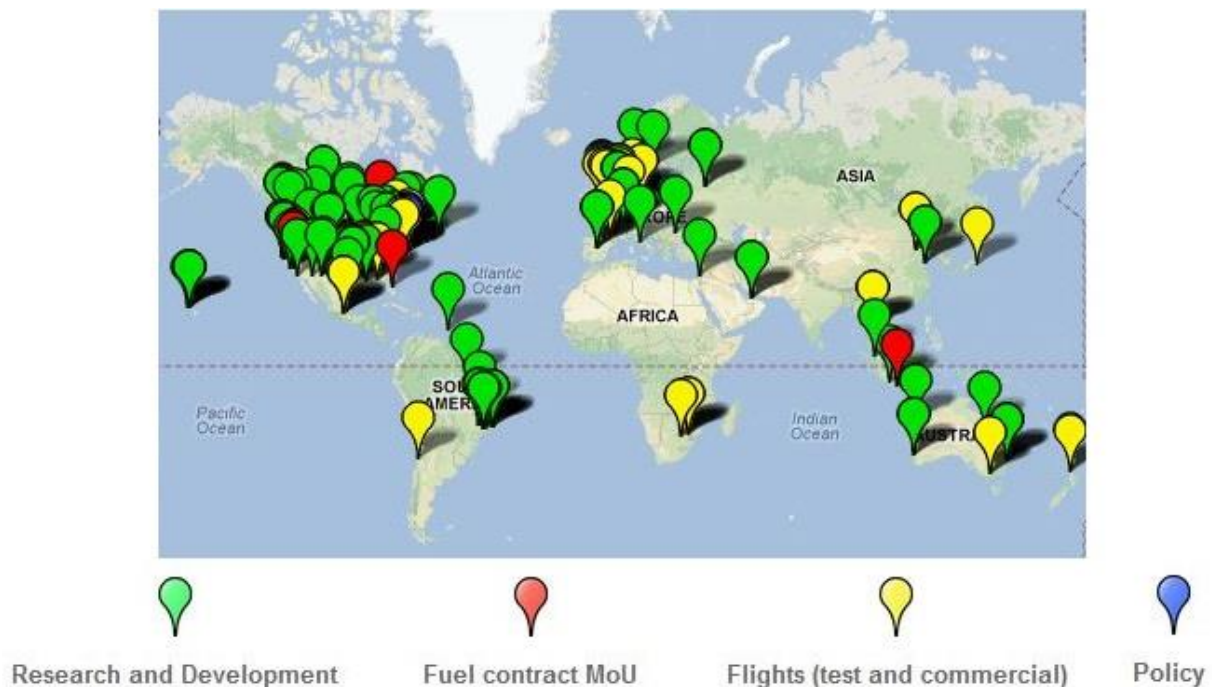 ASIA
Atlantic
Ocean
AFRICA
Pacific
Ocean
Indian
Ocean
Research and Development
Fuel contract MoU
Flights (test and commercial)
Policy